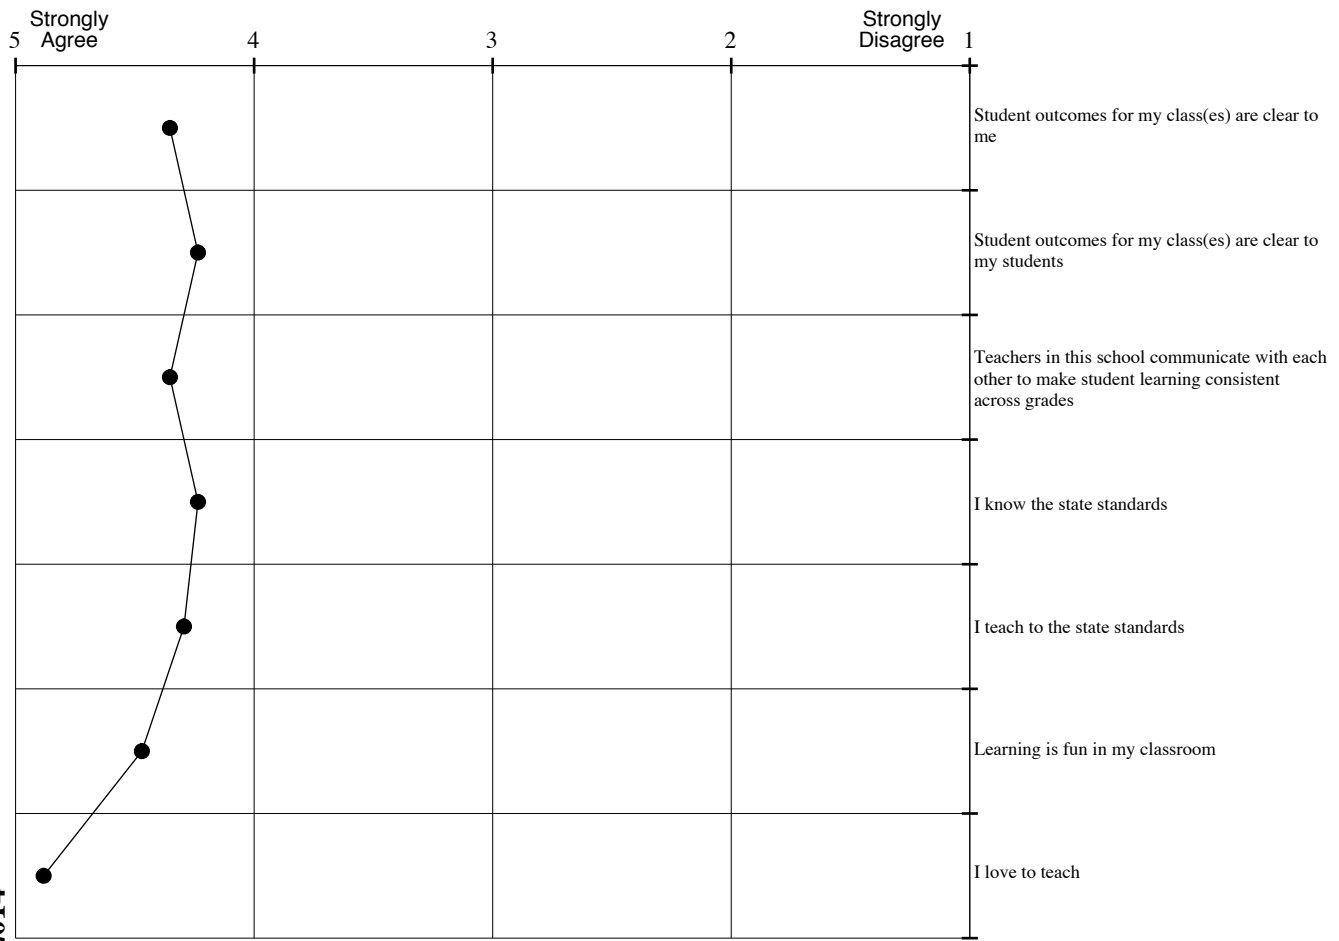 Strongly
Agree
Strongly
Disagree
5
4
3
2
1
Student outcomes for my class(es) are clear to
me
Student outcomes for my class(es) are clear to
my students
Teachers in this school communicate with each
other to make student learning consistent
across grades
I know the state standards
I teach to the state standards
Learning is fun in my classroom
I love to teach